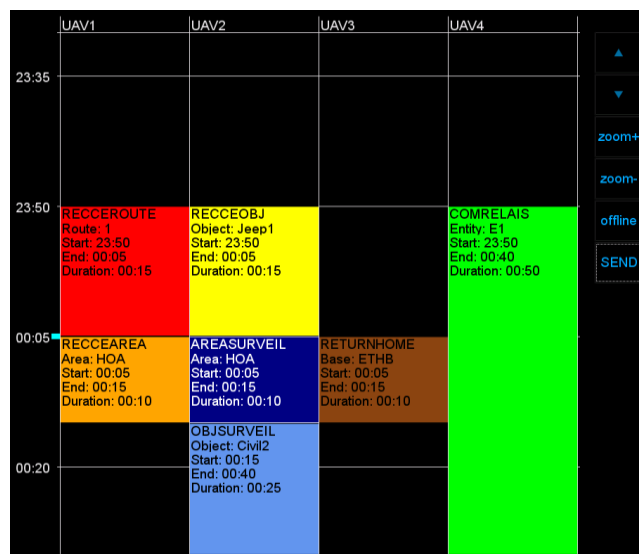 UAV1 UAV2 UAV3 UAV4
23:35
zoom+
zoom-
23:50
RECCEROUTE
Route: 1
Start: 23:50
End: 00:05
Duration: 00:15
RECCEOBJ
Object: Jeep1
Start: 23:50
End: 00:05
Duration: 00:15
COMRELAIS
Entity: E1
Start: 23:50
End: 00:40
Duration: 00:50
offline
SEND
00:05
RECCEAREA
Area: HOA
Start: 00:05
End: 00:15
Duration: 00:10
AREASURVEIL
Area: HOA
Start: 00:05
End: 00:15
Duration: 00:10
RETURNHOME
Base: ETHB
Start: 00:05
End: 00:15
Duration: 00:10
OBJSURVEIL
Object: Civil2
Start: 00:15
End: 00:40
Duration: 00:25
00:20